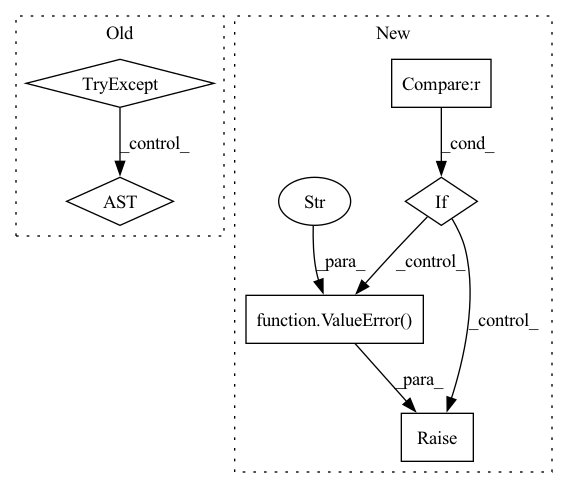 Old
New
TryExcept
Compare:r
_control_
_cond_
AST
Str
If
_para_
_control_
function.ValueError()
_control_
_para_
Raise